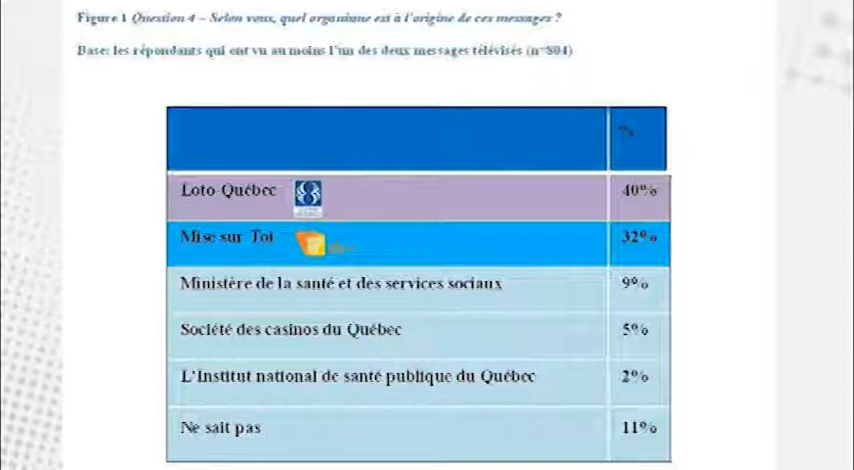 Figure 1 Question 4 – Selon vous, quel organisme est à l'origine de ces messages ?
Base: les répondants qui ont vu au moins l'un des deux messages télévisés (n=804)
%
Loto Québec 40%
Mise sur Toi 32%
Ministère de la santé et des services sociaux 9%
Société des casinos du Québec 5%
L'Institut national de santé publique du Québec 2%
Ne sait pas 11%